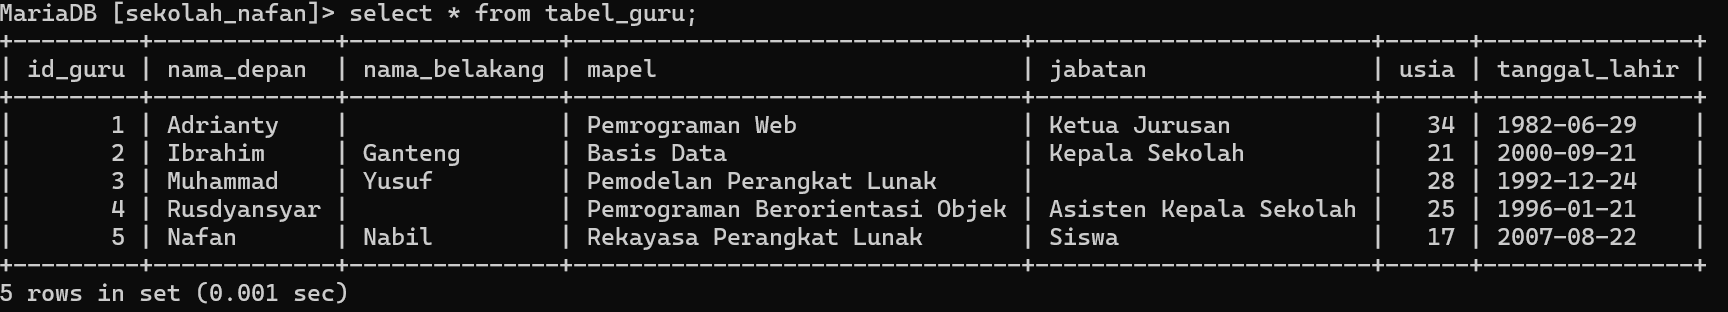 MariaDB [sekolah_nafan]> select * from tabel_guru;
+---------+-------------+---------------+--------------------------------+------------------------+------+---------------+
| id_guru | nama_depan  | nama_belakang | mapel                          | jabatan                | usia | tanggal_lahir |
+---------+-------------+---------------+--------------------------------+------------------------+------+---------------+
|       1 | Adrianty    |               | Pemrograman Web                | Ketua Jurusan          |   34 | 1982-06-29    |
|       2 | Ibrahim     | Ganteng       | Basis Data                     | Kepala Sekolah         |   21 | 2000-09-21    |
|       3 | Muhammad    | Yusuf         | Pemodelan Perangkat Lunak      |                        |   28 | 1992-12-24    |
|       4 | Rusdyansyar |               | Pemrograman Berorientasi Objek | Asisten Kepala Sekolah |   25 | 1996-01-21    |
|       5 | Nafan       | Nabil         | Rekayasa Perangkat Lunak       | Siswa                  |   17 | 2007-08-22    |
+---------+-------------+---------------+--------------------------------+------------------------+------+---------------+
5 rows in set (0.001 sec)